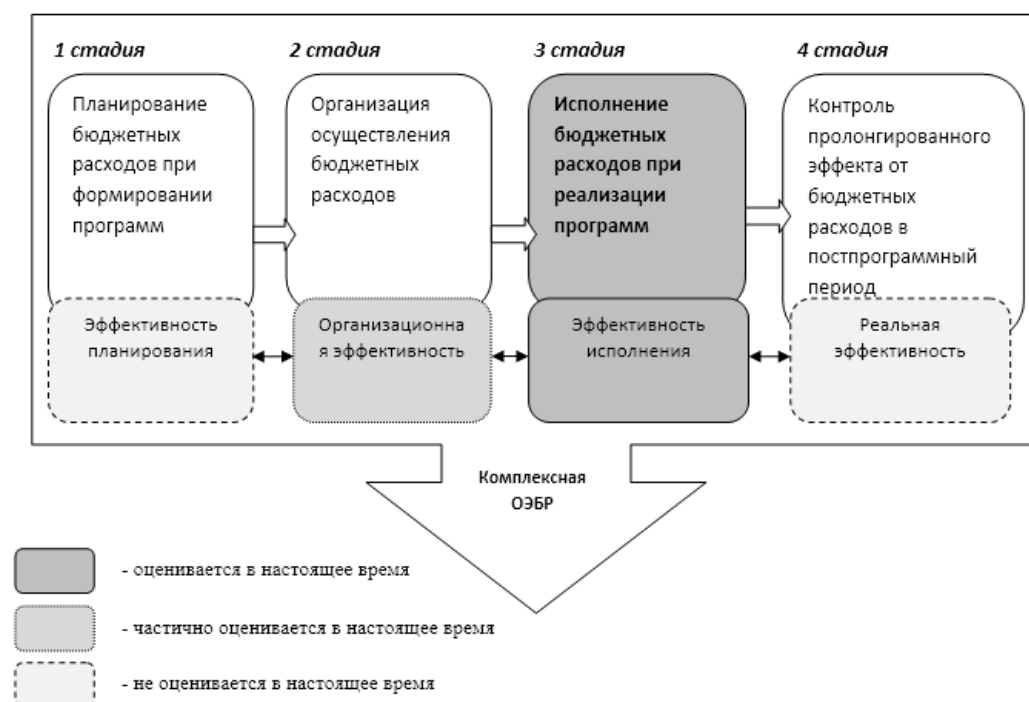 1 стадия
2 стадия
3 стадия
4 стадия
Планирование
бюджетных
расходов при
формировании
программ
Организация
осуществления
бюджетных
расходов
Исполнение
бюджетных
расходов при
реализации
программ
Контроль
пролонгированного
эффекта от
бюджетных
расходов в
постпрограммный
период
Эффективность
планирования
Организационна
я эффективность
Эффективность
исполнения
Реальная
эффективность
Комплексная
ОЭБР
- оценивается в настоящее время
- частично оценивается в настоящее время
- не оценивается в настоящее время